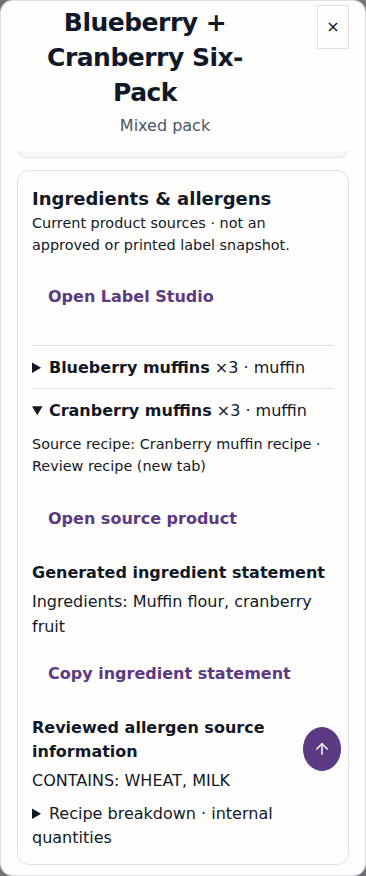 Blueberry +
Cranberry Six-
Pack
×
Mixed pack
Ingredients & allergens
Current product sources · not an
approved or printed label snapshot.
Open Label Studio
▶ Blueberry muffins ×3 · muffin
▼ Cranberry muffins ×3 · muffin
Source recipe: Cranberry muffin recipe ·
Review recipe (new tab)
Open source product
Generated ingredient statement
Ingredients: Muffin flour, cranberry
fruit
Copy ingredient statement
Reviewed allergen source
information
↑
CONTAINS: WHEAT, MILK
▶ Recipe breakdown · internal
quantities